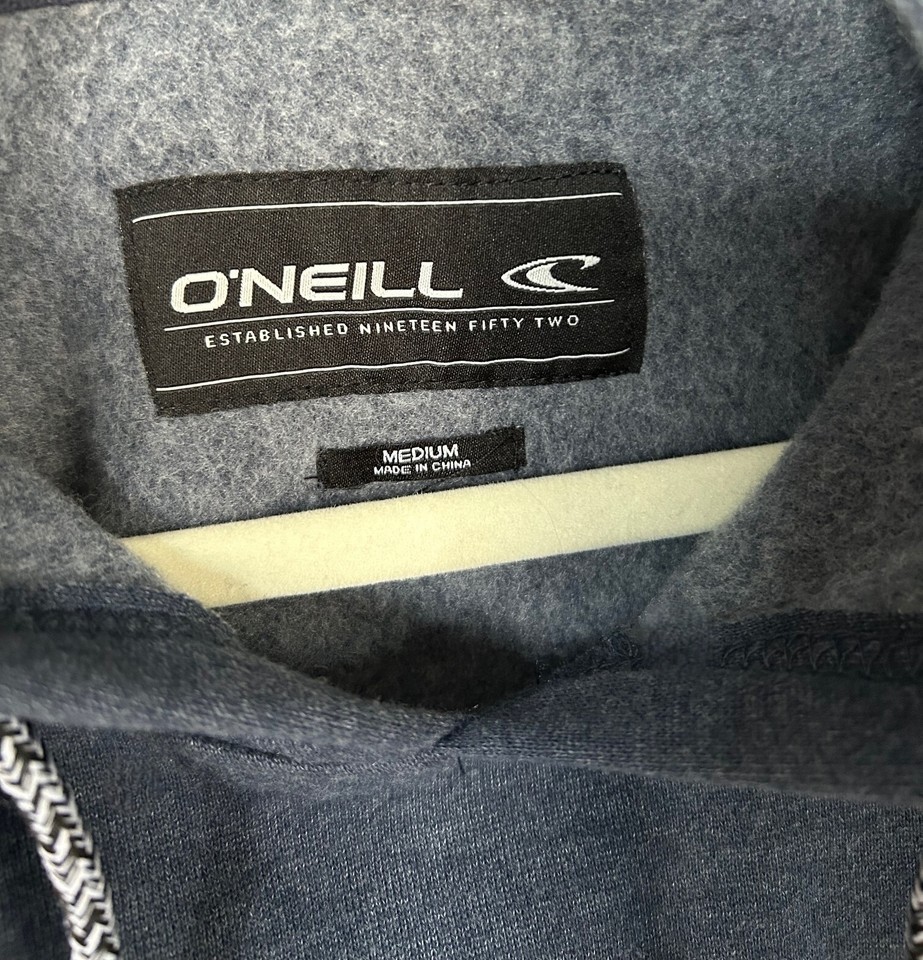 O'NEILL
ESTABLISHED NINETEEN FIFTY TWO
MEDIUM
MADE IN CHINA